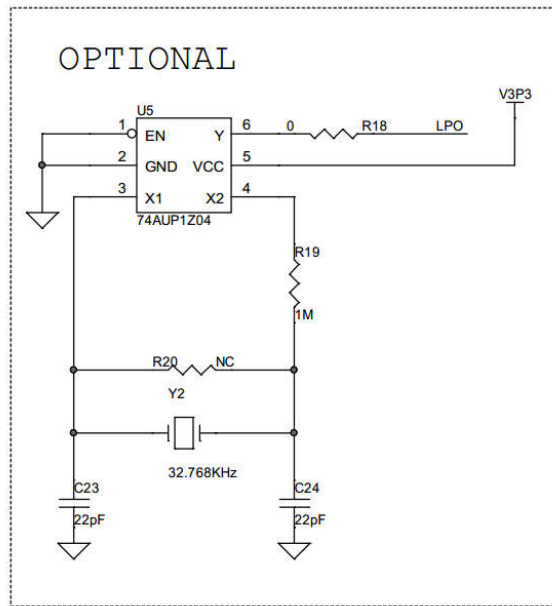 OPTIONAL
V3P3
U5
1 EN Y 6 0 R18 LPO
2 GND VCC 5
3 X1 X2 4
74AUP1Z04
R19
1M
R20 NC
Y2
32.768KHz
C23 C24
22pF 22pF